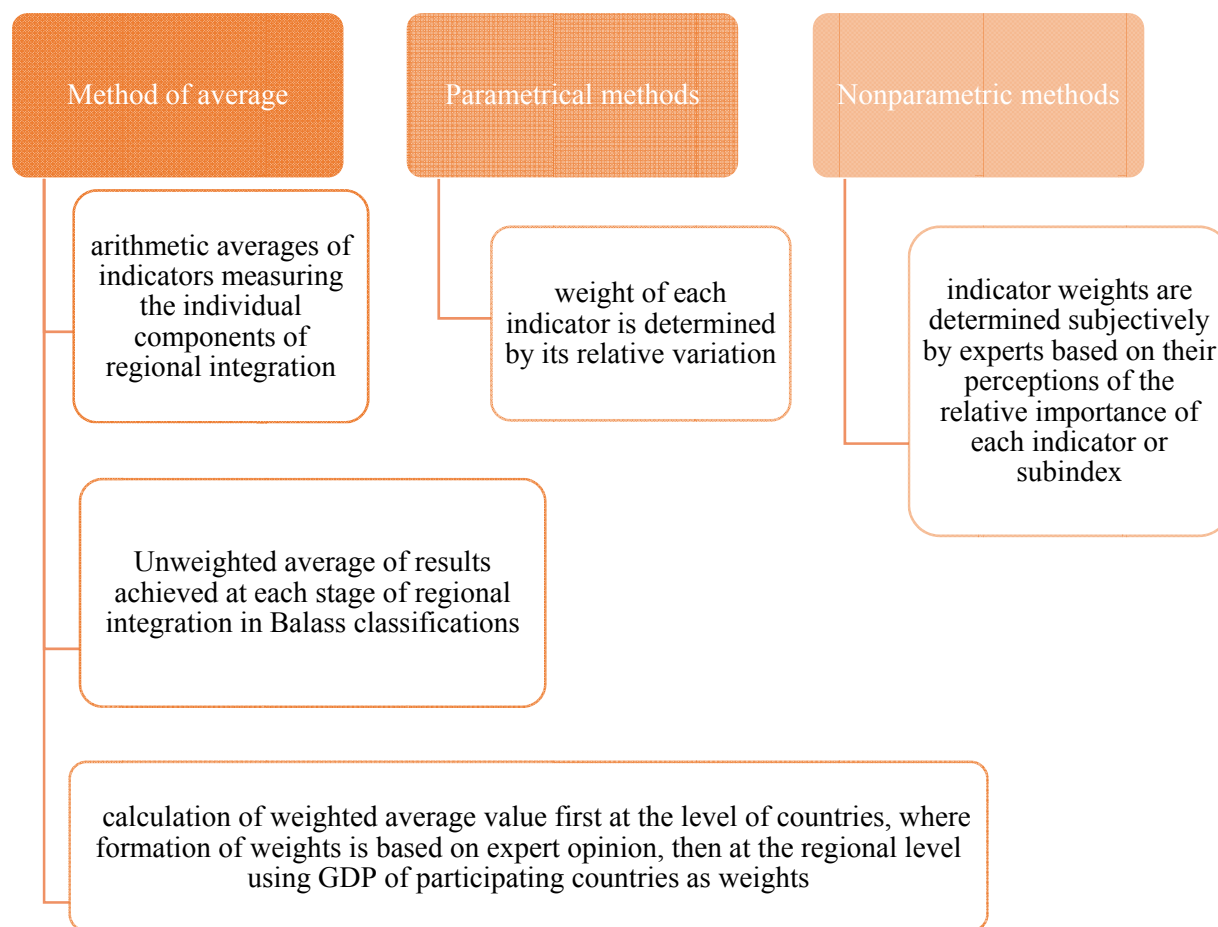 Method of average
arithmetic averages of
indicators measuring
the individual
components of
regional integration
Unweighted average of results
achieved at each stage of regional
integration in Balass classifications
calculation of weighted average value first at the level of countries, where
formation of weights is based on expert opinion, then at the regional level
using GDP of participating countries as weights
Parametrical methods
weight of each
indicator is determined
by its relative variation
Nonparametric methods
indicator weights are
determined subjectively
by experts based on their
perceptions of the
relative importance of
each indicator or
subindex